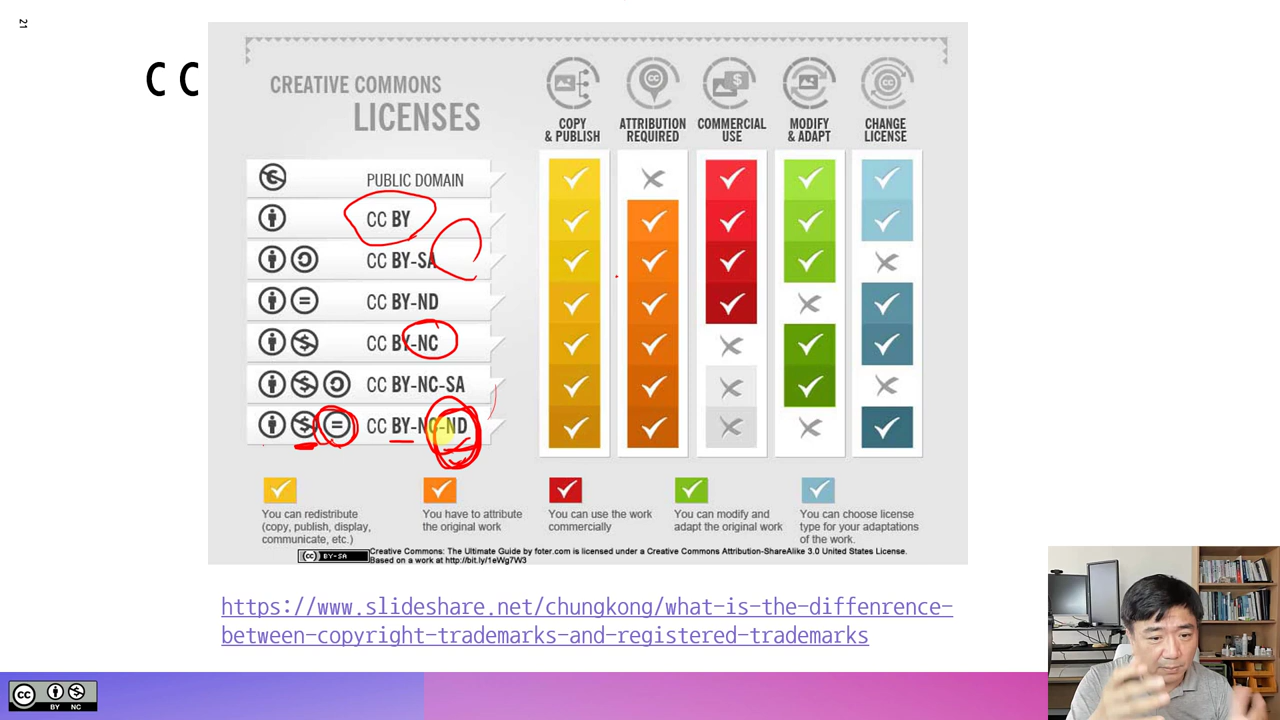 21
CC
CREATIVE COMMONS
LICENSES
COPY
& PUBLISH
ATTRIBUTION
REQUIRED
COMMERCIAL
USE
MODIFY
& ADAPT
CHANGE
LICENSE
PUBLIC DOMAIN
CC BY
CC BY-SA
CC BY-ND
CC BY-NC
CC BY-NC-SA
CC BY-NC-ND
You can redistribute
(copy, publish, display,
communicate, etc.)
You have to attribute
the original work
You can use the work
commercially
You can modify and
adapt the original work
You can choose license
type for your adaptations
of the work.
cc BY-SA
Creative Commons: The Ultimate Guide by foter.com is licensed under a Creative Commons Attribution-ShareAlike 3.0 United States License.
Based on a work at http://bit.ly/1eWg7W3
https://www.slideshare.net/chungkong/what-is-the-diffenrence-
between-copyright-trademarks-and-registered-trademarks
cc
BY NC